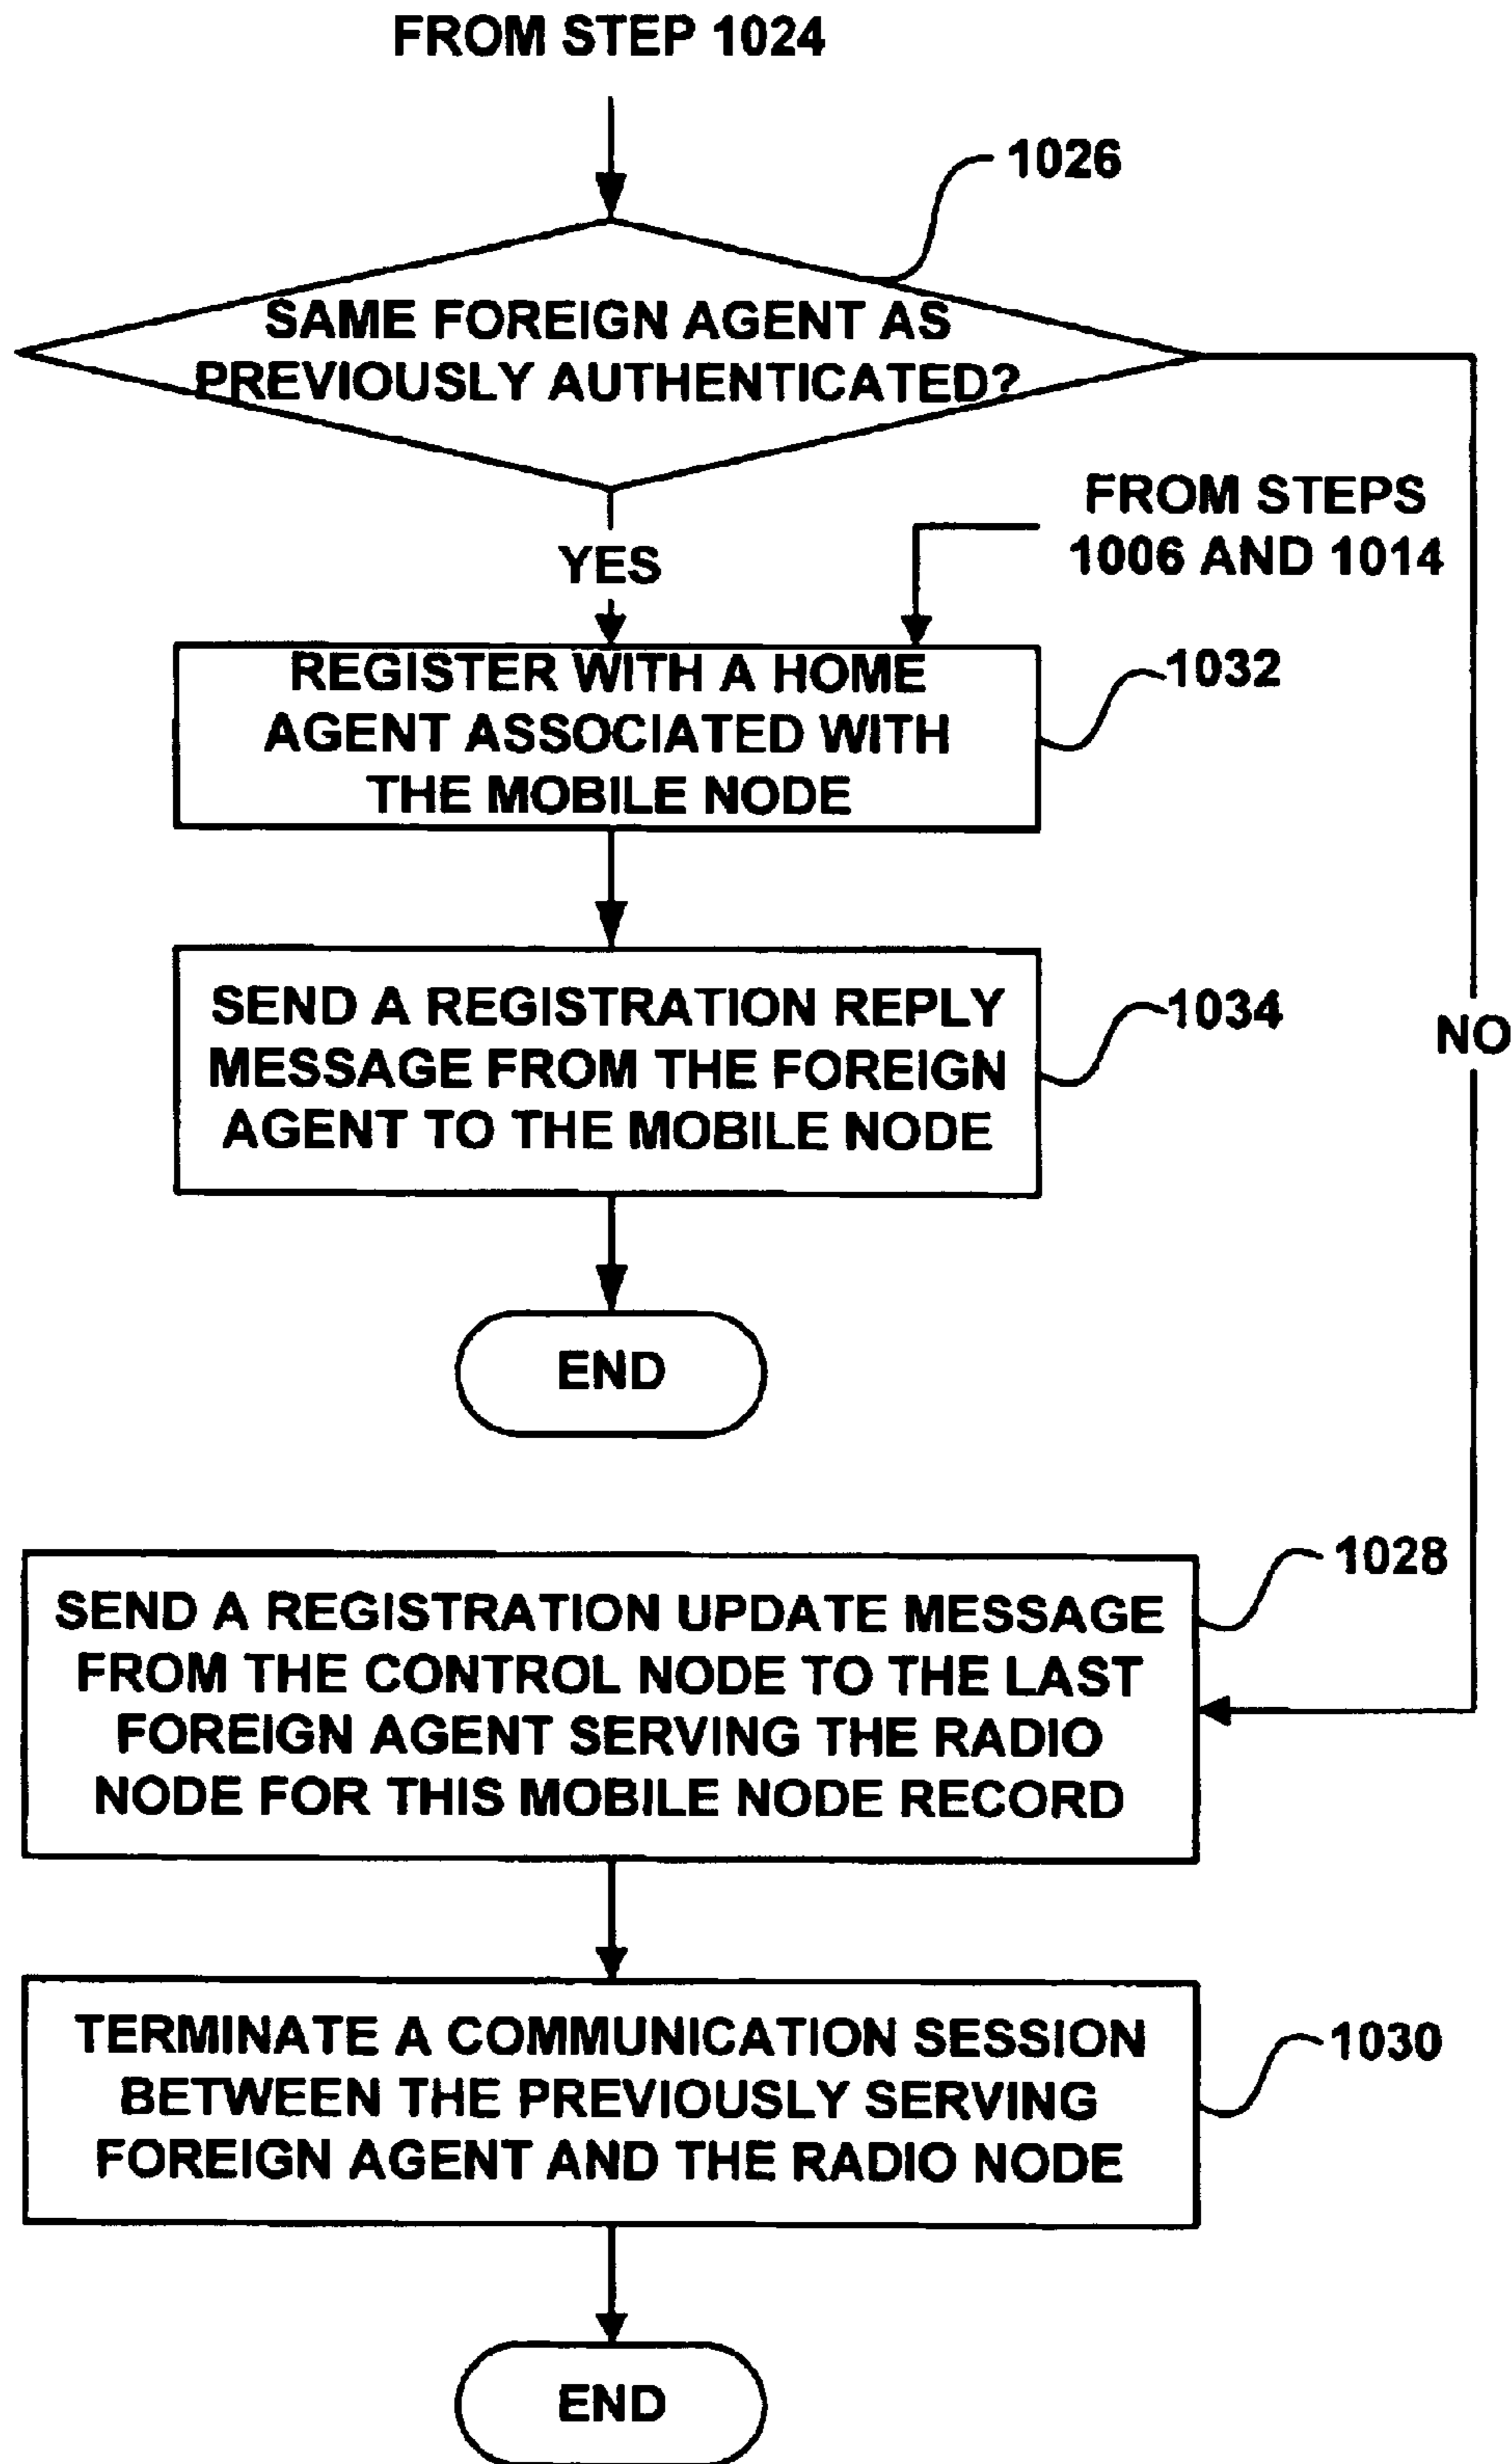 FROM STEP 1024
1026
SAME FOREIGN AGENT AS
PREVIOUSLY AUTHENTICATED?
FROM STEPS
1006 AND 1014
YES
REGISTER WITH A HOME
AGENT ASSOCIATED WITH
THE MOBILE NODE
1032
SEND A REGISTRATION REPLY
MESSAGE FROM THE FOREIGN
AGENT TO THE MOBILE NODE
1034
NO
END
1028
SEND A REGISTRATION UPDATE MESSAGE
FROM THE CONTROL NODE TO THE LAST
FOREIGN AGENT SERVING THE RADIO
NODE FOR THIS MOBILE NODE RECORD
TERMINATE A COMMUNICATION SESSION
BETWEEN THE PREVIOUSLY SERVING
FOREIGN AGENT AND THE RADIO NODE
1030
END